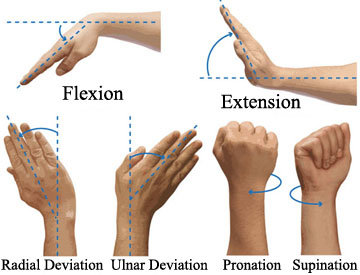 Flexion
Extension
Radial Deviation
Ulnar Deviation
Pronation
Supination